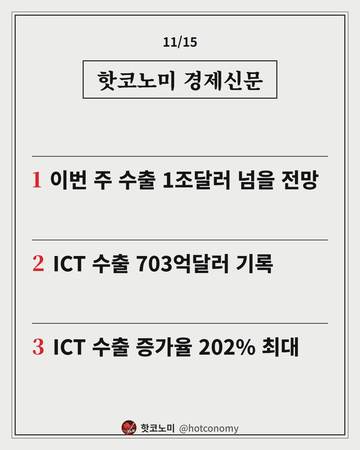 11/15
핫코노미 경제신문
1 이번 주 수출 1조달러 넘을 전망
2 ICT 수출 703억달러 기록
3 ICT 수출 증가율 202% 최대
핫코노미 @hotconomy